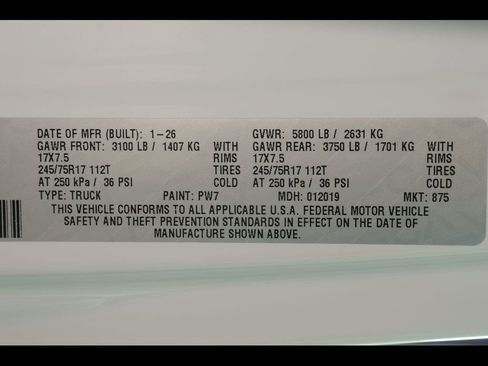 DATE OF MFR (BUILT): 1-26 GVWR: 5800 LB / 2631 KG
GAWR FRONT: 3100 LB / 1407 KG WITH GAWR REAR: 3750 LB / 1701 KG WITH
17X7.5 RIMS 17X7.5 RIMS
245/75R17 112T TIRES 245/75R17 112T TIRES
AT 250 kPa / 36 PSI COLD AT 250 kPa / 36 PSI COLD
TYPE: TRUCK PAINT: PW7 MDH: 012019 MKT: 875
THIS VEHICLE CONFORMS TO ALL APPLICABLE U.S.A. FEDERAL MOTOR VEHICLE
SAFETY AND THEFT PREVENTION STANDARDS IN EFFECT ON THE DATE OF
MANUFACTURE SHOWN ABOVE.